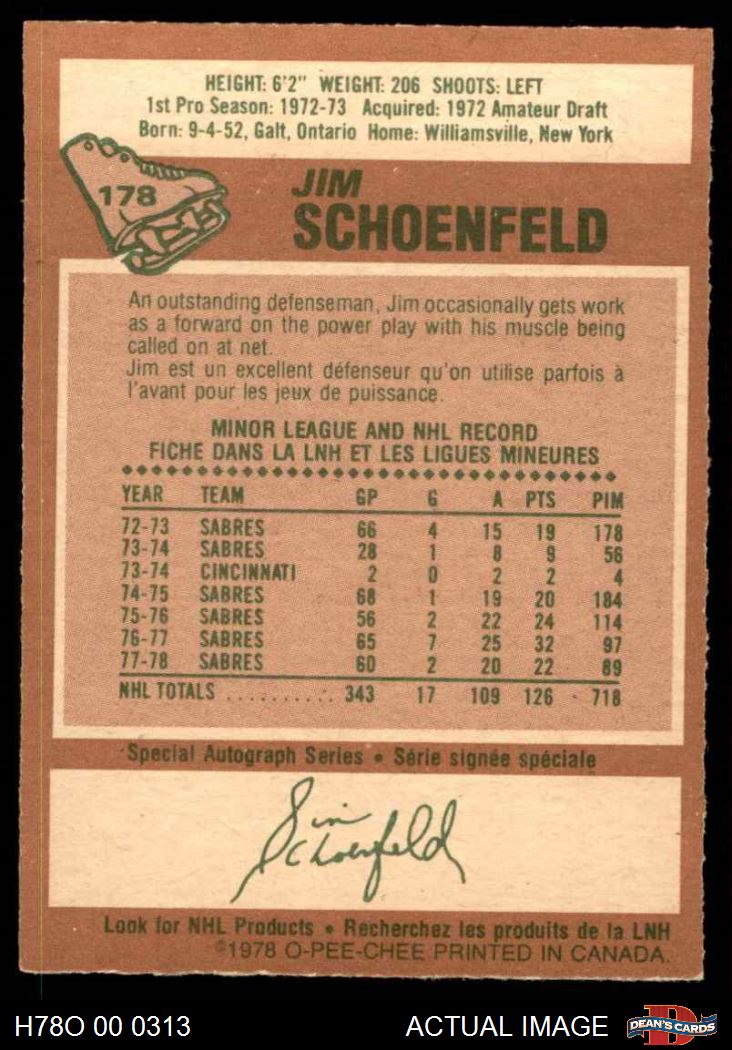 HEIGHT: 6'2" WEIGHT: 206 SHOOTS: LEFT
1st Pro Season: 1972-73 Acquired: 1972 Amateur Draft
Born: 9-4-52, Galt, Ontario Home: Williamsville, New York
178
JIM
SCHOENFELD
An outstanding defenseman, Jim occasionally gets work
as a forward on the power play with his muscle being
called on at net.
Jim est un excellent défenseur qu'on utilise parfois à
l'avant pour les jeux de puissance.
MINOR LEAGUE AND NHL RECORD
FICHE DANS LA LNH ET LES LIGUES MINEURES
YEAR TEAM GP G A PTS PIM
72-73 SABRES 66 4 15 19 178
73-74 SABRES 28 1 8 9 56
73-74 CINCINNATI 2 0 2 2 4
74-75 SABRES 68 1 19 20 184
75-76 SABRES 56 2 22 24 114
76-77 SABRES 65 7 25 32 97
77-78 SABRES 60 2 20 22 89
NHL TOTALS .......... 343 17 109 126 718
Special Autograph Series • Série signée spéciale
Jim
Schoenfeld
Look for NHL Products • Recherchez les produits de la LNH
©1978 O-PEE-CHEE PRINTED IN CANADA.
H78O 00 0313 ACTUAL IMAGE D DEAN'S CARDS